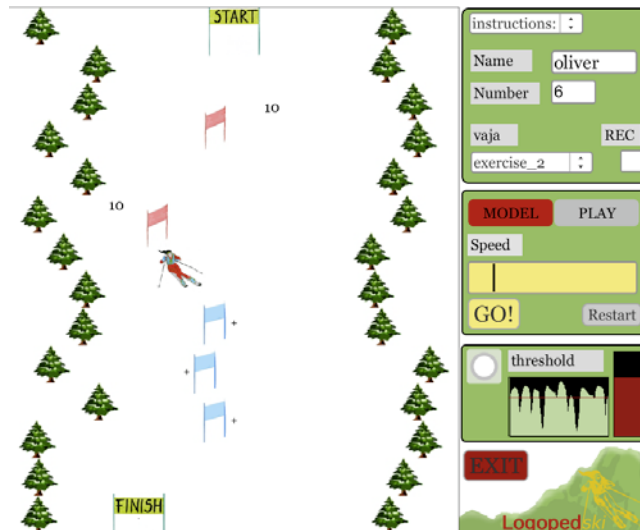 START
10
10
+
+
+
FINISH
instructions:
Name oliver
Number 6
vaja REC
exercise_2
MODEL PLAY
Speed
GO! Restart
threshold
EXIT
Logopedski